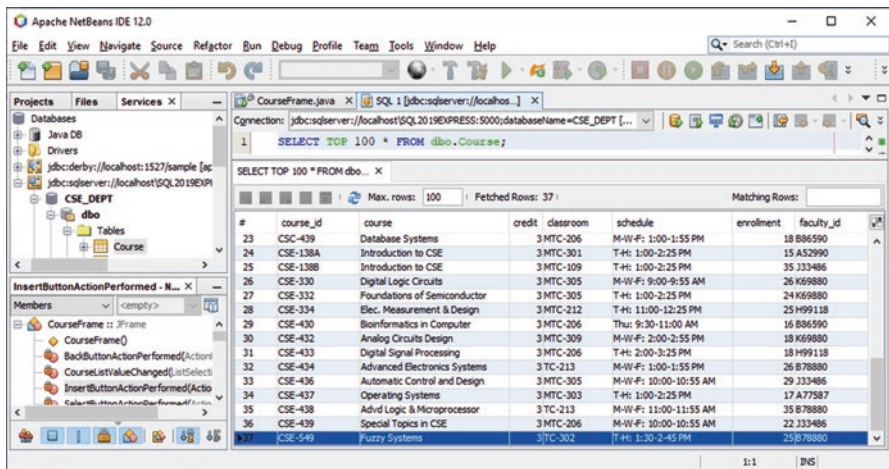 Apache NetBeans IDE 12.0
File Edit View Navigate Source Refactor Run Debug Profile Team Tools Window Help
Search (Ctrl+I)
Projects Files Services
Databases
Java DB
Drivers
jdbc:derby://localhost:1527/sample [ap
jdbc:sqlserver://localhost\SQL2019EXPI
CSE_DEPT
dbo
Tables
Course
InsertButtonActionPerformed - N...
Members <empty>
CourseFrame :: JFrame
CourseFrame()
BackButtonActionPerformed(Action
CourseListValueChanged(ListSelecti
InsertButtonActionPerformed(Actio
SelectButtonActionPerformed(Actio
CourseFrame.java SQL 1 [jdbc:sqlserver://localhos...]
Connection: jdbc:sqlserver://localhost\SQL2019EXPRESS:5000;databaseName=CSE_DEPT [...
1 SELECT TOP 100 * FROM dbo.Course;
SELECT TOP 100 * FROM dbo...
Max. rows: 100 Fetched Rows: 37 Matching Rows:
# course_id course credit classroom schedule enrollment faculty_id
23 CSC-439 Database Systems 3 MTC-206 M-W-F: 1:00-1:55 PM 18 B86590
24 CSE-138A Introduction to CSE 3 MTC-301 T-H: 1:00-2:25 PM 15 A52990
25 CSE-138B Introduction to CSE 3 MTC-109 T-H: 1:00-2:25 PM 35 J33486
26 CSE-330 Digital Logic Circuits 3 MTC-305 M-W-F: 9:00-9:55 AM 26 K69880
27 CSE-332 Foundations of Semiconductor 3 MTC-305 T-H: 1:00-2:25 PM 24 K69880
28 CSE-334 Elec. Measurement & Design 3 MTC-212 T-H: 11:00-12:25 PM 25 H99118
29 CSE-430 Bioinformatics in Computer 3 MTC-206 Thu: 9:30-11:00 AM 16 B86590
30 CSE-432 Analog Circuits Design 3 MTC-309 M-W-F: 2:00-2:55 PM 18 K69880
31 CSE-433 Digital Signal Processing 3 MTC-206 T-H: 2:00-3:25 PM 18 H99118
32 CSE-434 Advanced Electronics Systems 3 TC-213 M-W-F: 1:00-1:55 PM 26 B78880
33 CSE-436 Automatic Control and Design 3 MTC-305 M-W-F: 10:00-10:55 AM 29 J33486
34 CSE-437 Operating Systems 3 MTC-303 T-H: 1:00-2:25 PM 17 A77587
35 CSE-438 Advd Logic & Microprocessor 3 TC-213 M-W-F: 11:00-11:55 PM 35 B78880
36 CSE-439 Special Topics in CSE 3 MTC-206 M-W-F: 10:00-10:55 AM 22 J33486
37 CSE-549 Fuzzy Systems 3 TC-302 T-H: 1:30-2:45 PM 25 B78880
1:1 INS